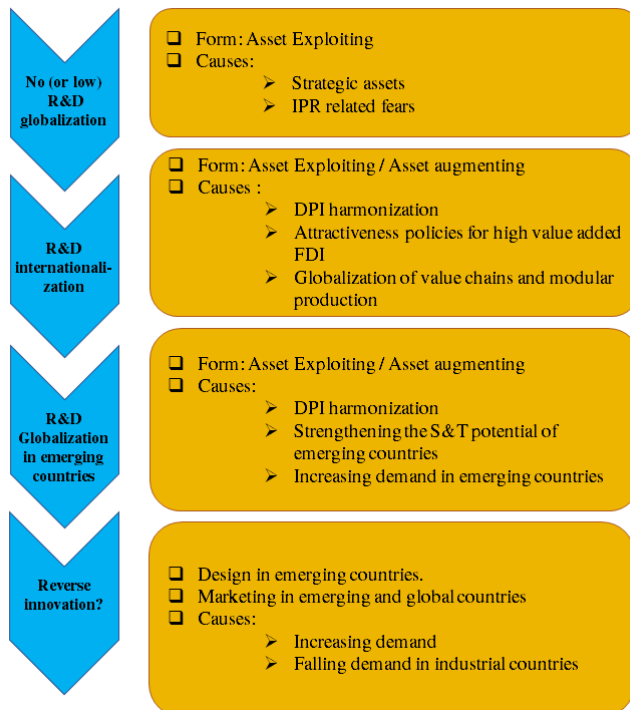 No (or low)
R&D
globalization
❑ Form: Asset Exploiting
❑ Causes:
➢ Strategic assets
➢ IPR related fears
R&D
internationali-
zation
❑ Form: Asset Exploiting / Asset augmenting
❑ Causes :
➢ DPI harmonization
➢ Attractiveness policies for high value added
FDI
➢ Globalization of value chains and modular
production
R&D
Globalization
in emerging
countries
❑ Form: Asset Exploiting / Asset augmenting
❑ Causes:
➢ DPI harmonization
➢ Strengthening the S&T potential of
emerging countries
➢ Increasing demand in emerging countries
Reverse
innovation?
❑ Design in emerging countries.
❑ Marketing in emerging and global countries
❑ Causes:
➢ Increasing demand
➢ Falling demand in industrial countries